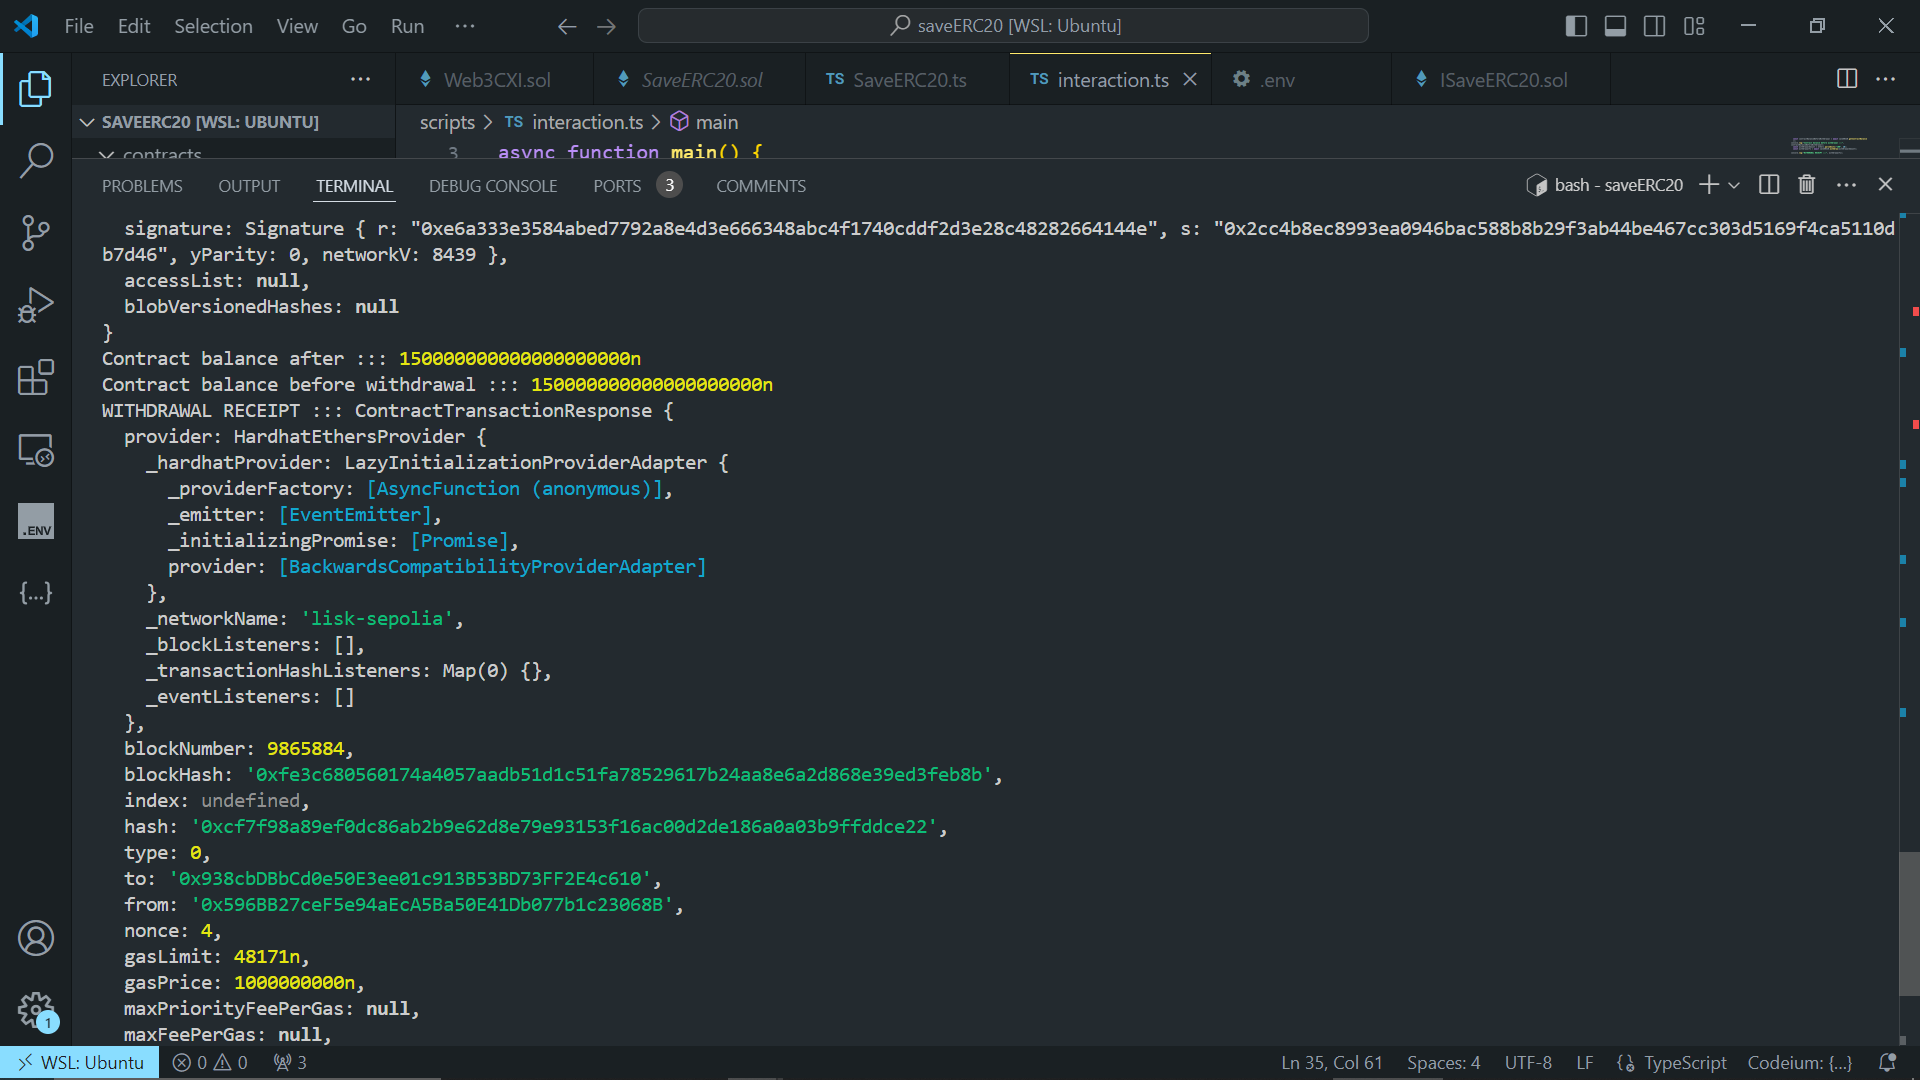 File Edit Selection View Go Run ··· saveERC20 [WSL: Ubuntu]
EXPLORER ···
Web3CXI.sol SaveERC20.sol TS SaveERC20.ts TS interaction.ts .env ISaveERC20.sol ···
SAVEERC20 [WSL: UBUNTU]
contracts
scripts > TS interaction.ts > main
3 async function main() {
PROBLEMS OUTPUT TERMINAL DEBUG CONSOLE PORTS 3 COMMENTS bash - saveERC20 ···
signature: Signature { r: "0xe6a333e3584abed7792a8e4d3e666348abc4f1740cddf2d3e28c48282664144e", s: "0x2cc4b8ec8993ea0946bac588b8b29f3ab44be467cc303d5169f4ca5110d
b7d46", yParity: 0, networkV: 8439 },
accessList: null,
blobVersionedHashes: null
}
Contract balance after ::: 150000000000000000000n
Contract balance before withdrawal ::: 150000000000000000000n
WITHDRAWAL RECEIPT ::: ContractTransactionResponse {
provider: HardhatEthersProvider {
_hardhatProvider: LazyInitializationProviderAdapter {
_providerFactory: [AsyncFunction (anonymous)],
_emitter: [EventEmitter],
_initializingPromise: [Promise],
provider: [BackwardsCompatibilityProviderAdapter]
},
_networkName: 'lisk-sepolia',
_blockListeners: [],
_transactionHashListeners: Map(0) {},
_eventListeners: []
},
blockNumber: 9865884,
blockHash: '0xfe3c680560174a4057aadb51d1c51fa78529617b24aa8e6a2d868e39ed3feb8b',
index: undefined,
hash: '0xcf7f98a89ef0dc86ab2b9e62d8e79e93153f16ac00d2de186a0a03b9ffddce22',
type: 0,
to: '0x938cbDBbCd0e50E3ee01c913B53BD73FF2E4c610',
from: '0x596BB27ceF5e94aEcA5Ba50E41Db077b1c23068B',
nonce: 4,
gasLimit: 48171n,
gasPrice: 1000000000n,
maxPriorityFeePerGas: null,
maxFeePerGas: null,
.ENV
{...}
1
WSL: Ubuntu 0 0 3 Ln 35, Col 61 Spaces: 4 UTF-8 LF TypeScript Codeium: {...}